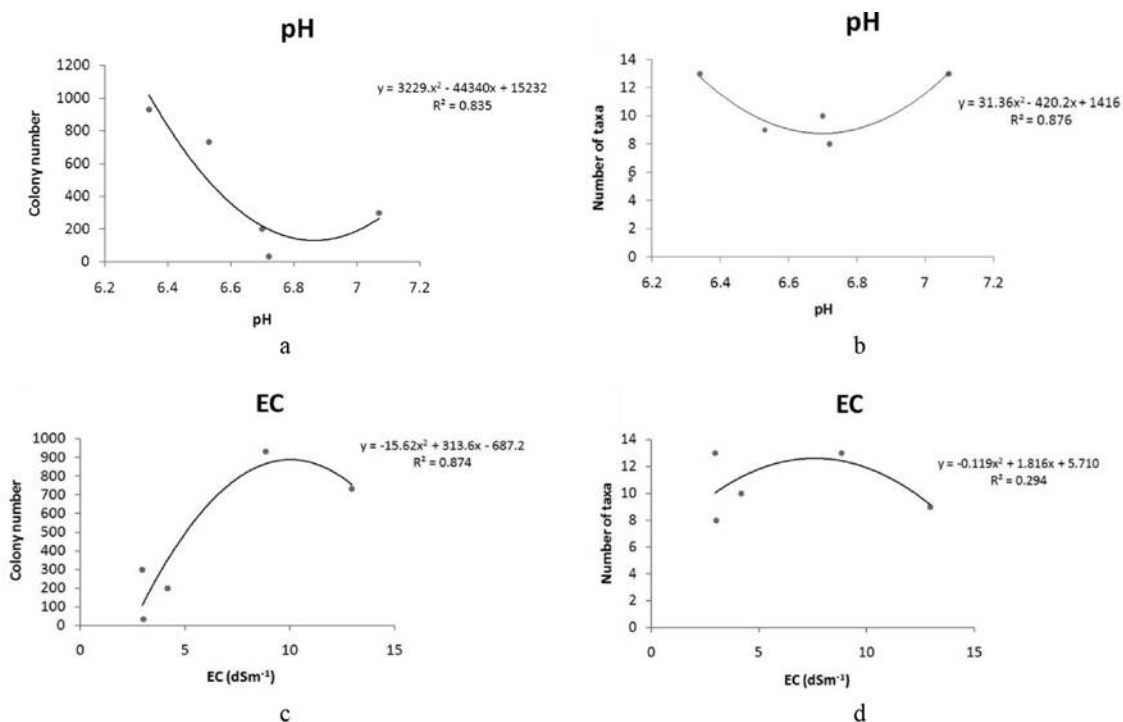 pH
1200
1000
800
600
400
200
0
6.2 6.4 6.6 6.8 7 7.2
Colony number
pH
y = 3229.x² - 44340x + 15232
R² = 0.835
a
pH
14
12
10
8
6
4
2
0
6.2 6.4 6.6 6.8 7 7.2
Number of taxa
pH
y = 31.36x² - 420.2x + 1416
R² = 0.876
b
EC
1000
900
800
700
600
500
400
300
200
100
0
0 5 10 15
Colony number
EC (dSm⁻¹)
y = -15.62x² + 313.6x - 687.2
R² = 0.874
c
EC
14
12
10
8
6
4
2
0
0 5 10 15
Number of taxa
EC (dSm⁻¹)
y = -0.119x² + 1.816x + 5.710
R² = 0.294
d